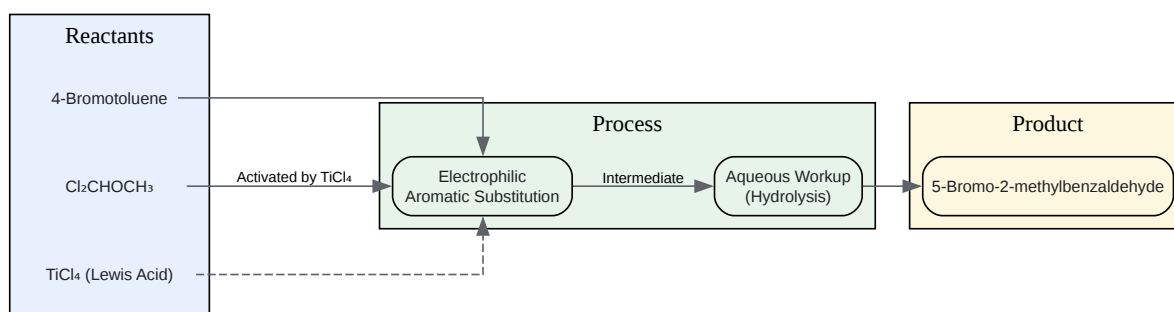 Reactants
4-Bromotoluene
Cl₂CHOCH₃
TiCl₄ (Lewis Acid)
Activated by TiCl₄
Process
Electrophilic
Aromatic Substitution
Intermediate
Aqueous Workup
(Hydrolysis)
Product
5-Bromo-2-methylbenzaldehyde